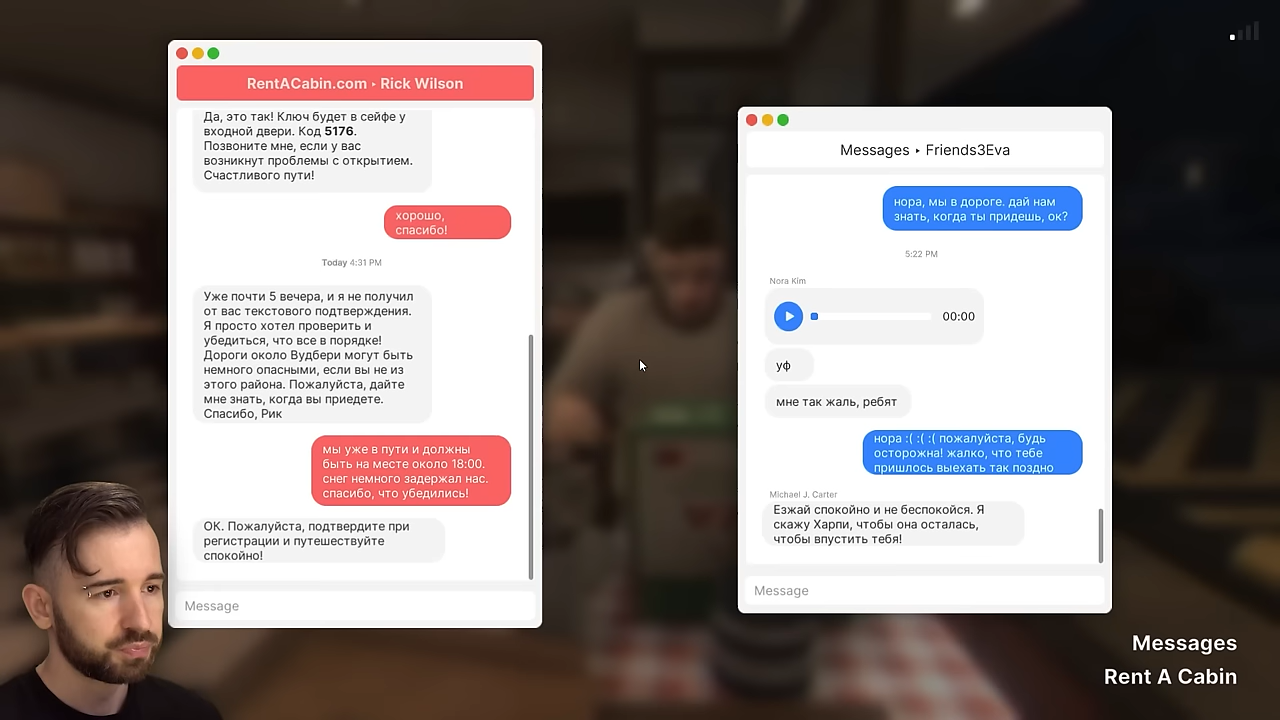 RentACabin.com ‣ Rick Wilson
Да, это так! Ключ будет в сейфе у
входной двери. Код 5176.
Позвоните мне, если у вас
возникнут проблемы с открытием.
Счастливого пути!
хорошо,
спасибо!
Today 4:31 PM
Уже почти 5 вечера, и я не получил
от вас текстового подтверждения.
Я просто хотел проверить и
убедиться, что все в порядке!
Дороги около Вудбери могут быть
немного опасными, если вы не из
этого района. Пожалуйста, дайте
мне знать, когда вы приедете.
Спасибо, Рик
мы уже в пути и должны
быть на месте около 18:00.
снег немного задержал нас.
спасибо, что убедились!
ОК. Пожалуйста, подтвердите при
регистрации и путешествуйте
спокойно!
Message
Messages ‣ Friends3Eva
нора, мы в дороге. дай нам
знать, когда ты придешь, ок?
5:22 PM
Nora Kim
00:00
уф
мне так жаль, ребят
нора :( :( :( пожалуйста, будь
осторожна! жалко, что тебе
пришлось выехать так поздно
Michael J. Carter
Езжай спокойно и не беспокойся. Я
скажу Харпи, чтобы она осталась,
чтобы впустить тебя!
Message
Messages
Rent A Cabin